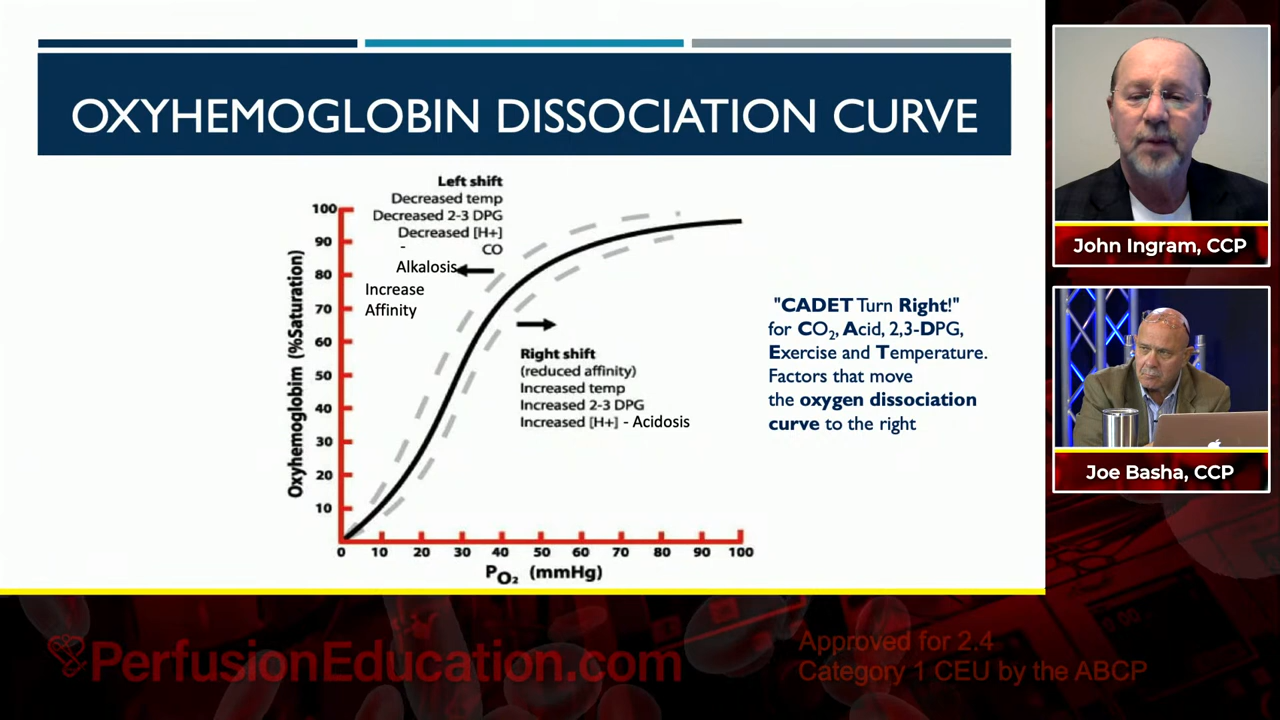 OXYHEMOGLOBIN DISSOCIATION CURVE
Left shift
Decreased temp
Decreased 2-3 DPG
Decreased [H+]
- CO
Alkalosis
Increase
Affinity
Oxyhemoglobim (%Saturation)
100
90
80
70
60
50
40
30
20
10
0 10 20 30 40 50 60 70 80 90 100
PO₂ (mmHg)
Right shift
(reduced affinity)
Increased temp
Increased 2-3 DPG
Increased [H+] - Acidosis
"CADET Turn Right!"
for CO₂, Acid, 2,3-DPG,
Exercise and Temperature.
Factors that move
the oxygen dissociation
curve to the right
John Ingram, CCP
Joe Basha, CCP
PerfusionEducation.com
Approved for 2.4
Category 1 CEU by the ABCP